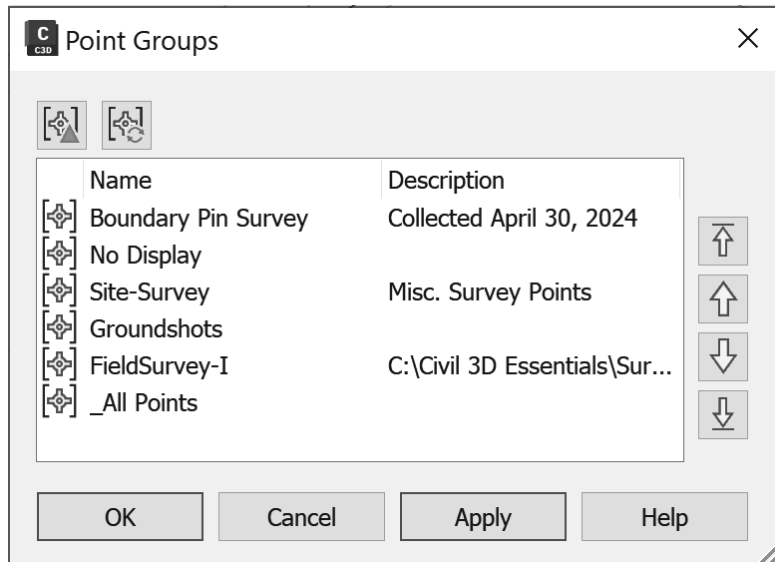 C
C3D
Point Groups
Name Description
Boundary Pin Survey Collected April 30, 2024
No Display
Site-Survey Misc. Survey Points
Groundshots
FieldSurvey-I C:\Civil 3D Essentials\Sur...
_All Points
OK Cancel Apply Help